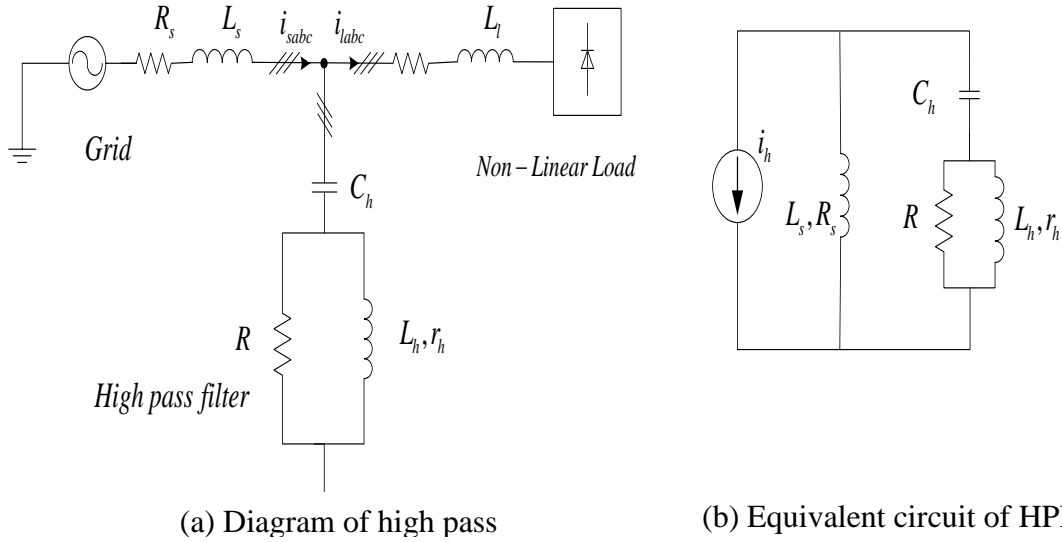 R_s
L_s
i_sabc
i_labc
L_l
Grid
Non – Linear Load
C_h
R
L_h, r_h
High pass filter
(a) Diagram of high pass
i_h
L_s, R_s
C_h
R
L_h, r_h
(b) Equivalent circuit of HP